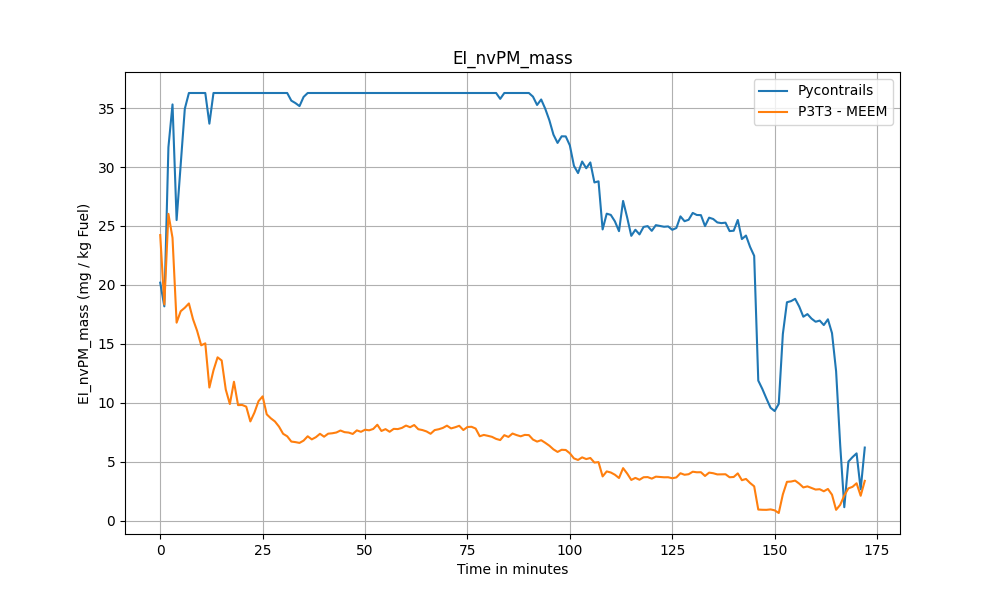 EI_nvPM_mass
Pycontrails
P3T3 - MEEM
EI_nvPM_mass (mg / kg Fuel)
35
30
25
20
15
10
5
0
0 25 50 75 100 125 150 175
Time in minutes